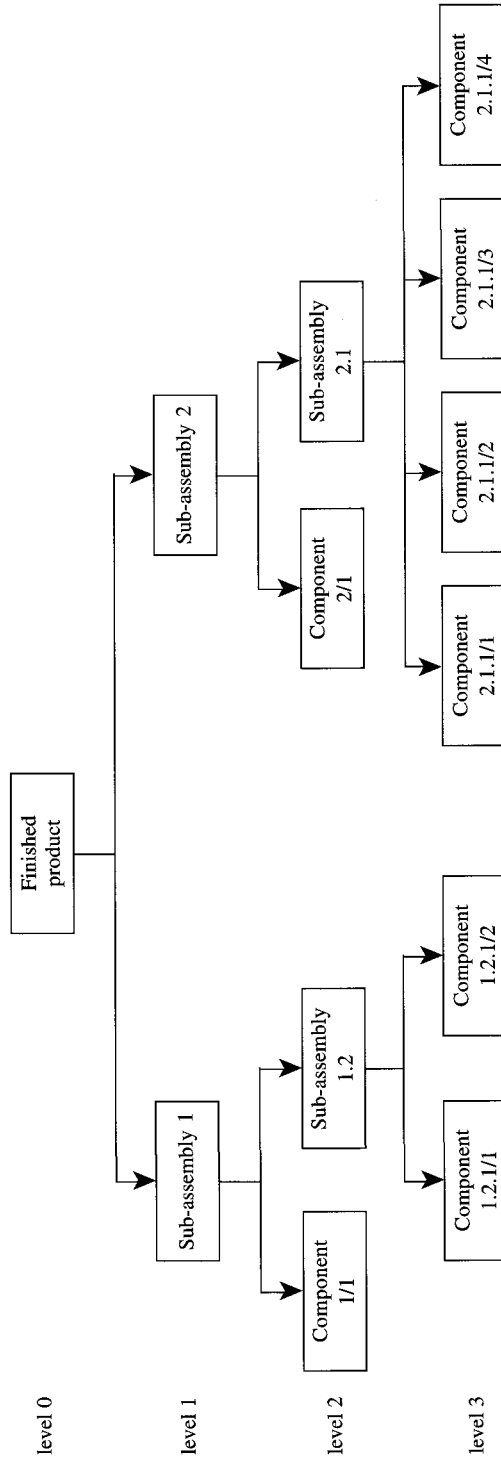 level 0
Finished
product
level 1
Sub-assembly 1
Sub-assembly 2
level 2
Component
1/1
Sub-assembly
1.2
Component
2/1
Sub-assembly
2.1
level 3
Component
1.2.1/1
Component
1.2.1/2
Component
2.1.1/1
Component
2.1.1/2
Component
2.1.1/3
Component
2.1.1/4